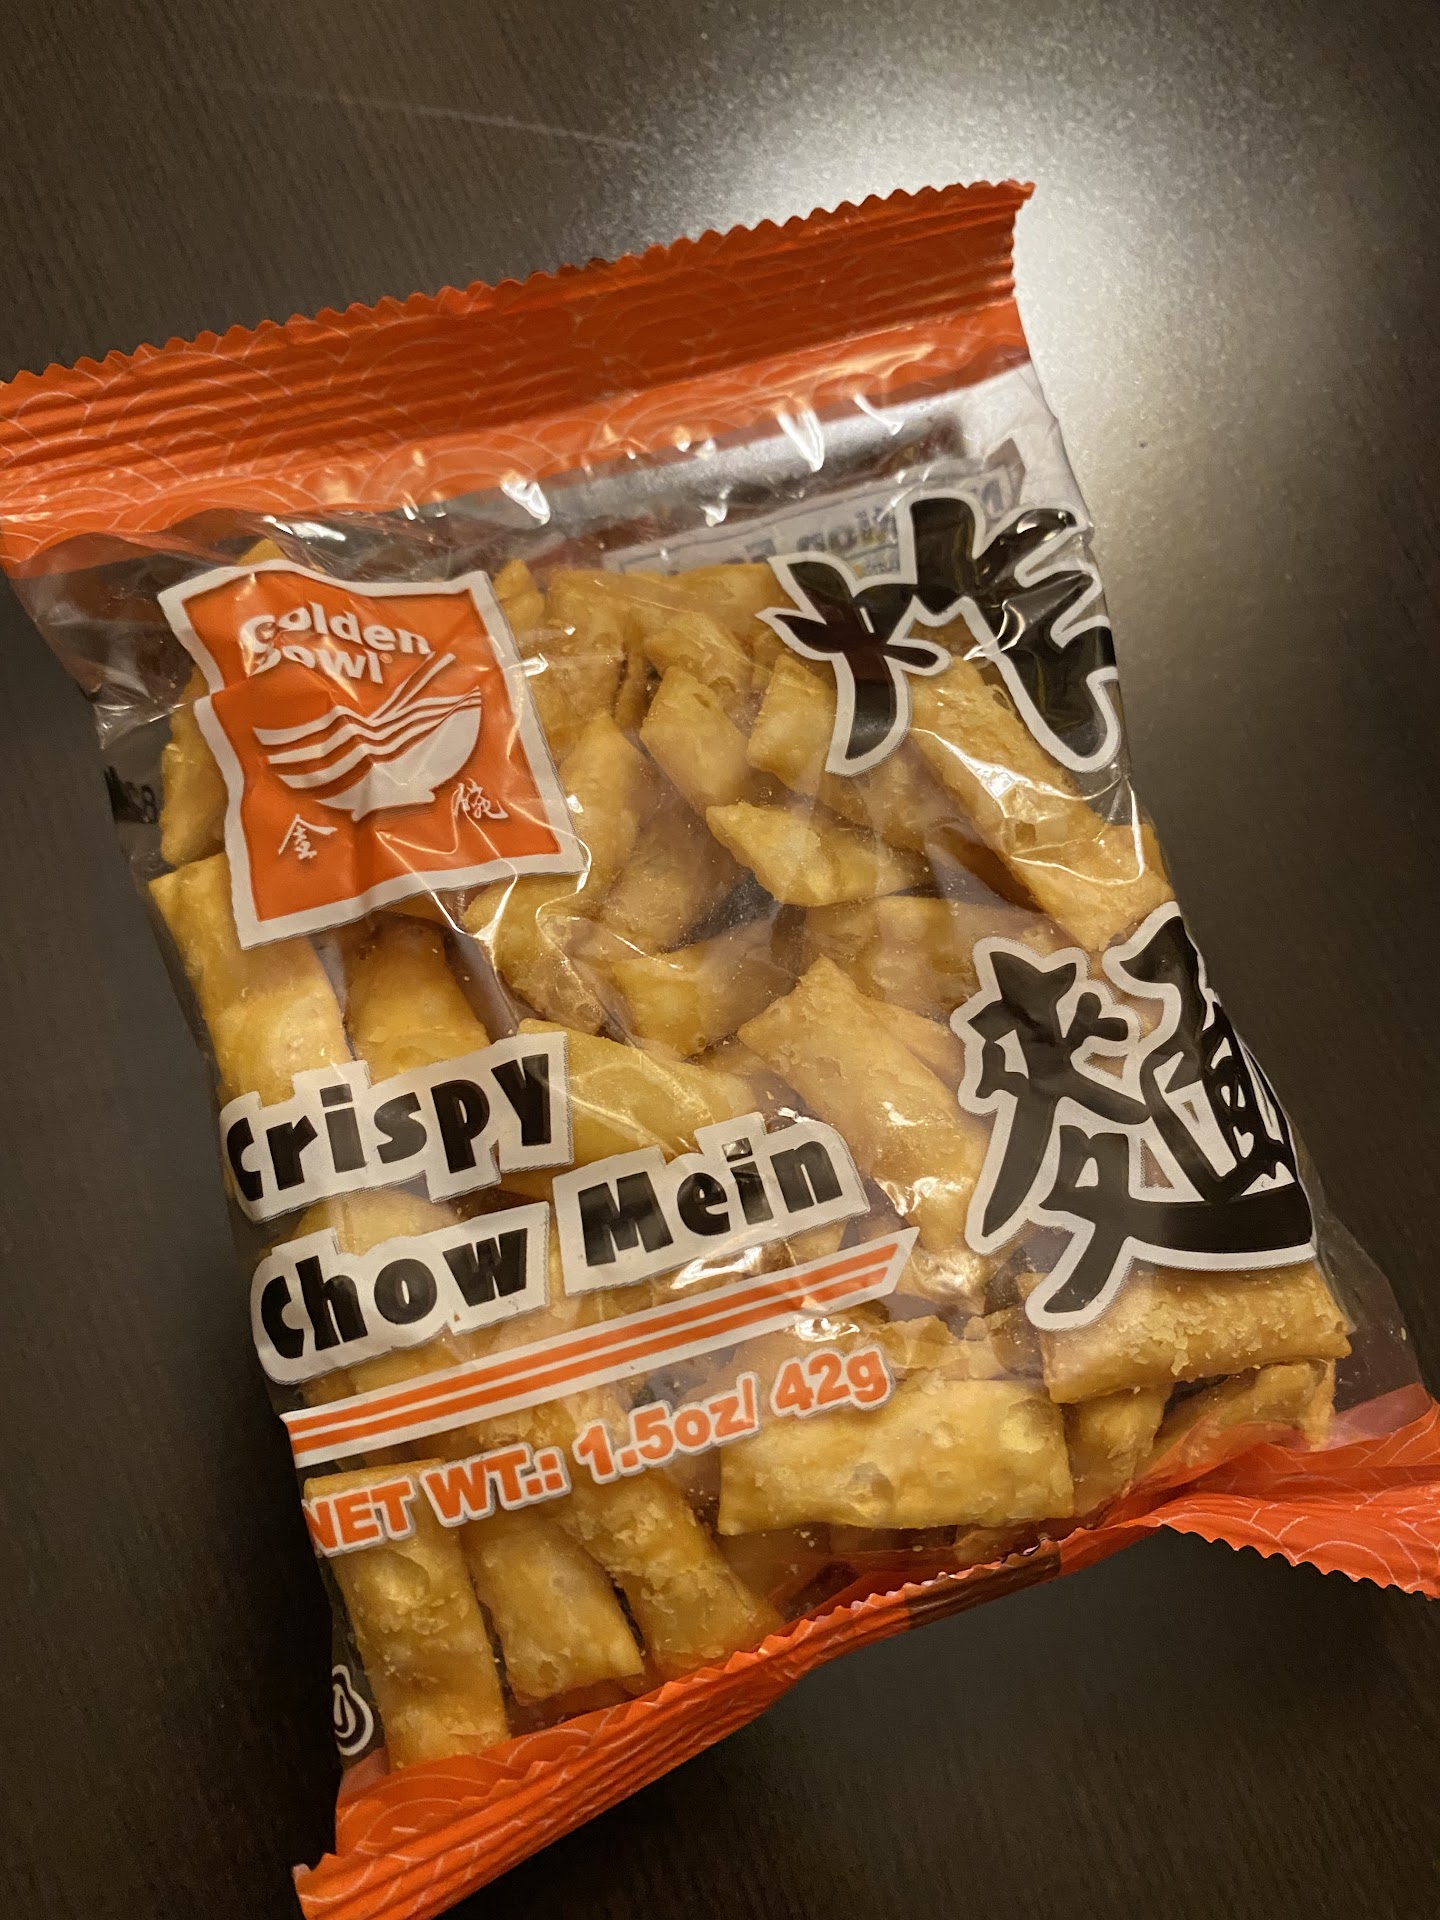 Golden
Bowl®
金 碗
炸
麵
Crispy
Chow Mein
NET WT.: 1.5oz/ 42g
U